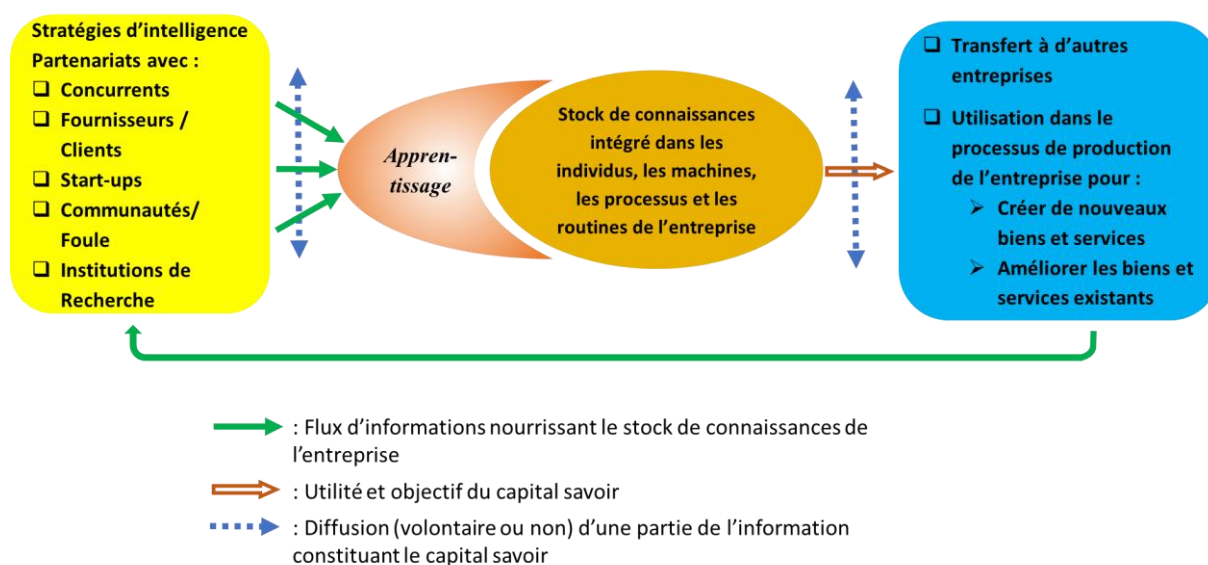 Stratégies d'intelligence
Partenariats avec :
Concurrents
Fournisseurs /
Clients
Start-ups
Communautés/
Foule
Institutions de
Recherche
Appren-
tissage
Stock de connaissances
intégré dans les
individus, les machines,
les processus et les
routines de l'entreprise
Transfert à d'autres
entreprises
Utilisation dans le
processus de production
de l'entreprise pour :
Créer de nouveaux
biens et services
Améliorer les biens et
services existants
: Flux d'informations nourrissant le stock de connaissances de
l'entreprise
: Utilité et objectif du capital savoir
: Diffusion (volontaire ou non) d'une partie de l'information
constituant le capital savoir